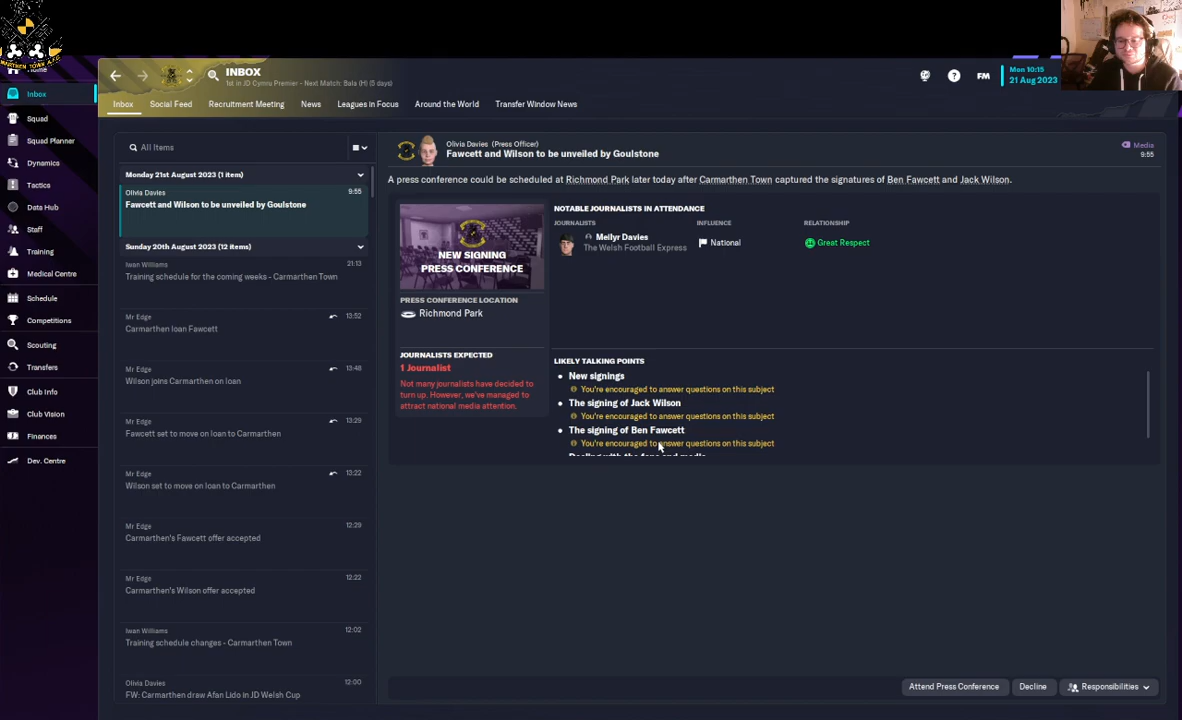 INBOX
1st in JD Cymru Premier - Next Match: Bala (H) (5 days)
FM
Mon 10:15
21 Aug 2023
Inbox
Social Feed
Recruitment Meeting
News
Leagues in Focus
Around the World
Transfer Window News
Home
Inbox
Squad
Squad Planner
Dynamics
Tactics
Data Hub
Staff
Training
Medical Centre
Schedule
Competitions
Scouting
Transfers
Club Info
Club Vision
Finances
Dev. Centre
All Items
Monday 21st August 2023 (1 item)
Olivia Davies 9:55
Fawcett and Wilson to be unveiled by Goulstone
Sunday 20th August 2023 (12 items)
Iwan Williams 21:13
Training schedule for the coming weeks - Carmarthen Town
Mr Edge 13:52
Carmarthen loan Fawcett
Mr Edge 13:48
Wilson joins Carmarthen on loan
Mr Edge 13:29
Fawcett set to move on loan to Carmarthen
Mr Edge 13:22
Wilson set to move on loan to Carmarthen
Mr Edge 12:29
Carmarthen's Fawcett offer accepted
Mr Edge 12:22
Carmarthen's Wilson offer accepted
Iwan Williams 12:02
Training schedule changes - Carmarthen Town
Olivia Davies 12:00
FW: Carmarthen draw Afan Lido in JD Welsh Cup
Olivia Davies (Press Officer)
Fawcett and Wilson to be unveiled by Goulstone
Media
9:55
A press conference could be scheduled at Richmond Park later today after Carmarthen Town captured the signatures of Ben Fawcett and Jack Wilson.
NEW SIGNING
PRESS CONFERENCE
PRESS CONFERENCE LOCATION
Richmond Park
JOURNALISTS EXPECTED
1 Journalist
Not many journalists have decided to
turn up. However, we've managed to
attract national media attention.
NOTABLE JOURNALISTS IN ATTENDANCE
JOURNALISTS INFLUENCE RELATIONSHIP
Meilyr Davies
The Welsh Football Express
National
Great Respect
LIKELY TALKING POINTS
New signings
You're encouraged to answer questions on this subject
The signing of Jack Wilson
You're encouraged to answer questions on this subject
The signing of Ben Fawcett
You're encouraged to answer questions on this subject
Dealing with the fans and media
Attend Press Conference
Decline
Responsibilities